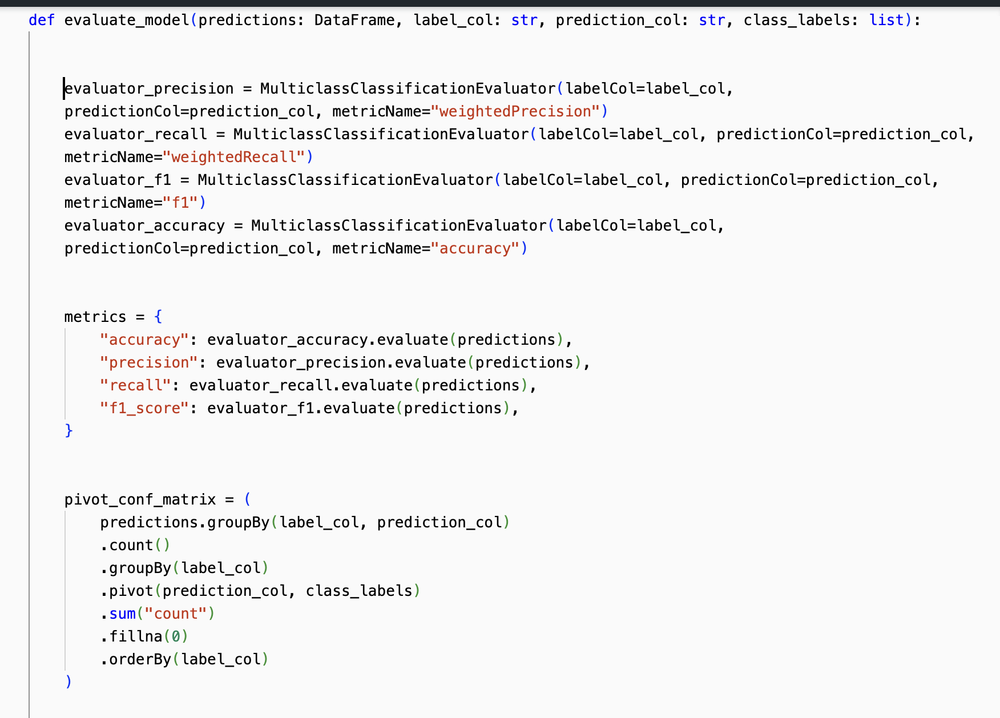 def evaluate_model(predictions: DataFrame, label_col: str, prediction_col: str, class_labels: list):
evaluator_precision = MulticlassClassificationEvaluator(labelCol=label_col,
predictionCol=prediction_col, metricName="weightedPrecision")
evaluator_recall = MulticlassClassificationEvaluator(labelCol=label_col, predictionCol=prediction_col,
metricName="weightedRecall")
evaluator_f1 = MulticlassClassificationEvaluator(labelCol=label_col, predictionCol=prediction_col,
metricName="f1")
evaluator_accuracy = MulticlassClassificationEvaluator(labelCol=label_col,
predictionCol=prediction_col, metricName="accuracy")
metrics = {
"accuracy": evaluator_accuracy.evaluate(predictions),
"precision": evaluator_precision.evaluate(predictions),
"recall": evaluator_recall.evaluate(predictions),
"f1_score": evaluator_f1.evaluate(predictions),
}
pivot_conf_matrix = (
predictions.groupBy(label_col, prediction_col)
.count()
.groupBy(label_col)
.pivot(prediction_col, class_labels)
.sum("count")
.fillna(0)
.orderBy(label_col)
)